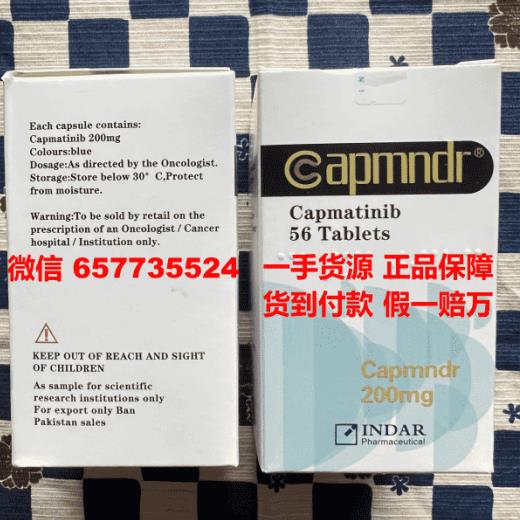 Each capsule contains:
Capmatinib 200mg
Colours:blue
Dosage:As directed by the Oncologist.
Storage:Store below 30° C,Protect
from moisture.
Warning:To be sold by retail on the
prescription of an Oncologist / Cancer
hospital / Institution only.
微信 657735524
KEEP OUT OF REACH AND SIGHT
OF CHILDREN
As sample for scientific
research institutions only
For export only Ban
Pakistan sales
Capmndr®
Capmatinib
56 Tablets
一手货源 正品保障
货到付款 假一赔万
Capmndr
200mg
INDAR
Pharmaceutical